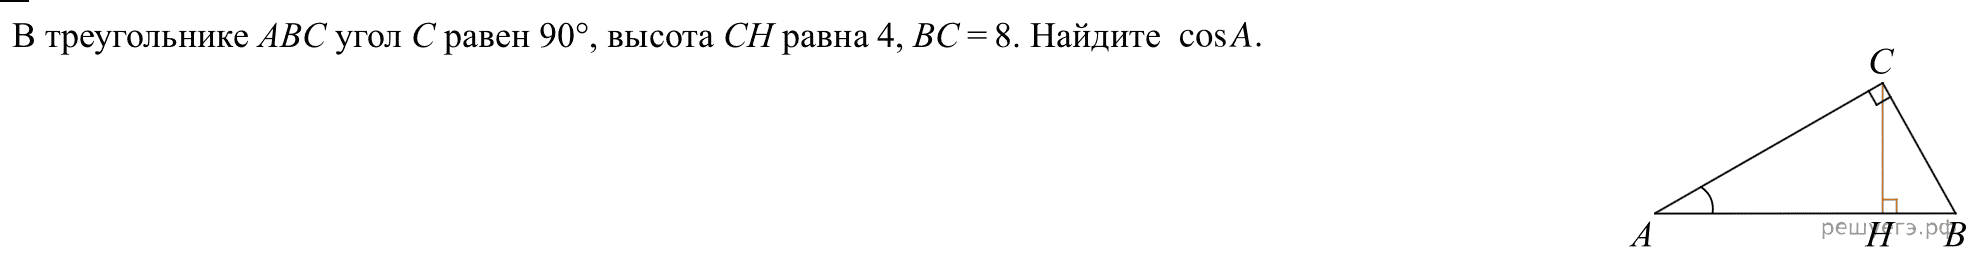 В треугольнике ABC угол C равен 90°, высота CH равна 4, BC = 8. Найдите cos A.
C
A
H
B
решуегэ.рф